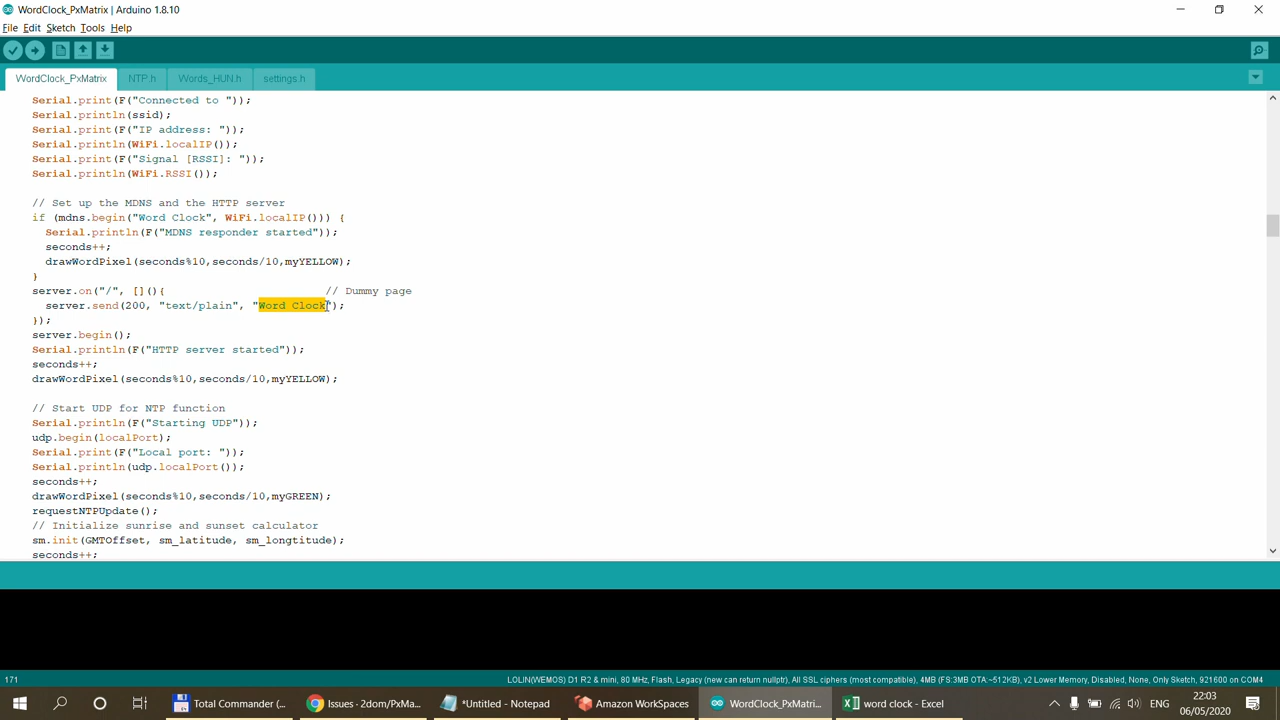 WordClock_PxMatrix | Arduino 1.8.10
File Edit Sketch Tools Help
WordClock_PxMatrix NTP.h Words_HUN.h settings.h
Serial.print(F("Connected to "));
Serial.println(ssid);
Serial.print(F("IP address: "));
Serial.println(WiFi.localIP());
Serial.print(F("Signal [RSSI]: "));
Serial.println(WiFi.RSSI());
// Set up the MDNS and the HTTP server
if (mdns.begin("Word Clock", WiFi.localIP())) {
Serial.println(F("MDNS responder started"));
seconds++;
drawWordPixel(seconds%10,seconds/10,myYELLOW);
}
server.on("/", [](){ // Dummy page
server.send(200, "text/plain", "Word Clock");
});
server.begin();
Serial.println(F("HTTP server started"));
seconds++;
drawWordPixel(seconds%10,seconds/10,myYELLOW);
// Start UDP for NTP function
Serial.println(F("Starting UDP"));
udp.begin(localPort);
Serial.print(F("Local port: "));
Serial.println(udp.localPort());
seconds++;
drawWordPixel(seconds%10,seconds/10,myGREEN);
requestNTPUpdate();
// Initialize sunrise and sunset calculator
sm.init(GMTOffset, sm_latitude, sm_longtitude);
seconds++;
171 LOLIN(WEMOS) D1 R2 & mini, 80 MHz, Flash, Legacy (new can return nullptr), All SSL ciphers (most compatible), 4MB (FS:3MB OTA:~512KB), v2 Lower Memory, Disabled, None, Only Sketch, 921600 on COM4
Total Commander (... Issues · 2dom/PxMa... *Untitled - Notepad Amazon WorkSpaces WordClock_PxMatri... word clock - Excel ENG 22:03
06/05/2020